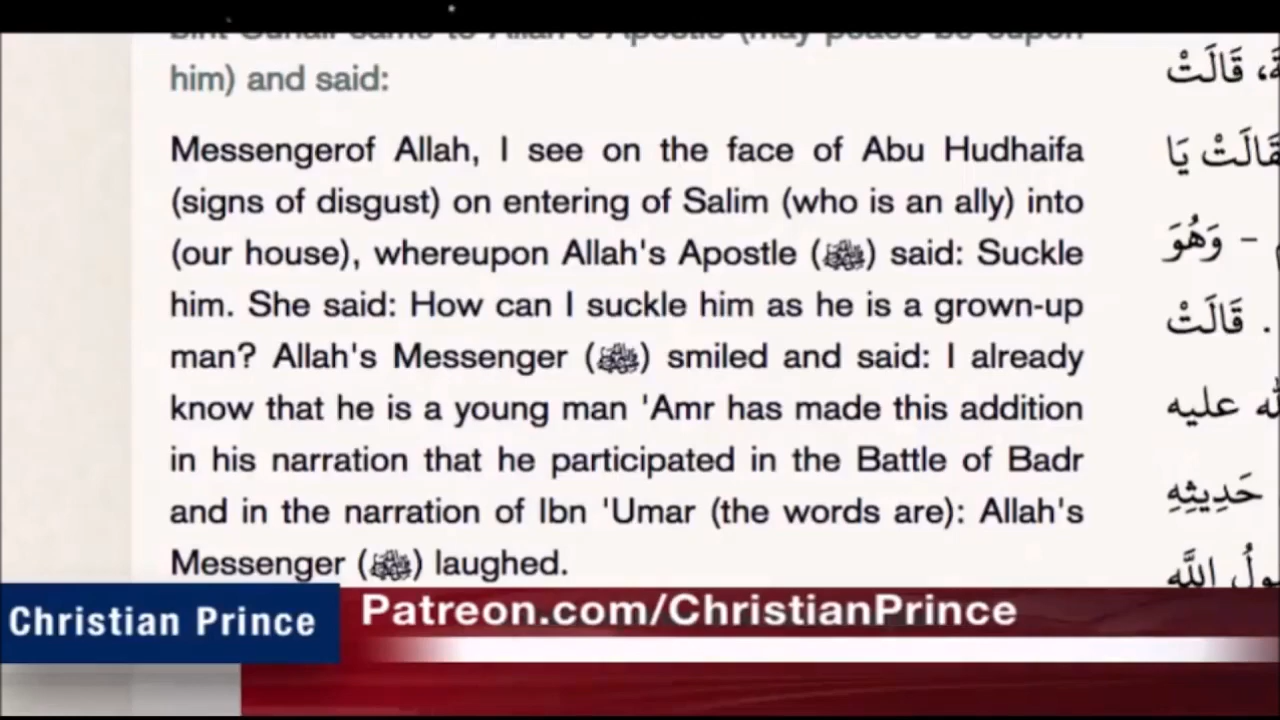 him) and said:
Messengerof Allah, I see on the face of Abu Hudhaifa
(signs of disgust) on entering of Salim (who is an ally) into
(our house), whereupon Allah's Apostle (ﷺ) said: Suckle
him. She said: How can I suckle him as he is a grown-up
man? Allah's Messenger (ﷺ) smiled and said: I already
know that he is a young man 'Amr has made this addition
in his narration that he participated in the Battle of Badr
and in the narration of Ibn 'Umar (the words are): Allah's
Messenger (ﷺ) laughed.
قَالَتْ
يَا
وَهُوَ –
قَالَتْ .
عليه
حَدِيثِهِ
اللَّه
Christian Prince
Patreon.com/ChristianPrince